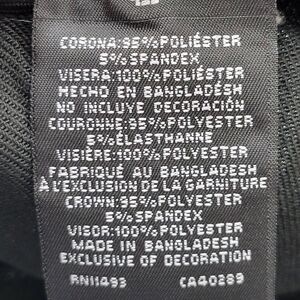 CORONA:95%POLIÉSTER
5%SPANDEX
VISERA:100%POLIÉSTER
HECHO EN BANGLADÉSH
NO INCLUYE DECORACIÓN
COURONNE:95%POLYESTER
5%ÉLASTHANNE
VISIÈRE:100%POLYESTER
FABRIQUÉ AU BANGLADESH
À L'EXCLUSION DE LA GARNITURE
CROWN:95%POLYESTER
5%SPANDEX
VISOR:100%POLYESTER
MADE IN BANGLADESH
EXCLUSIVE OF DECORATION
RN11493 CA40289